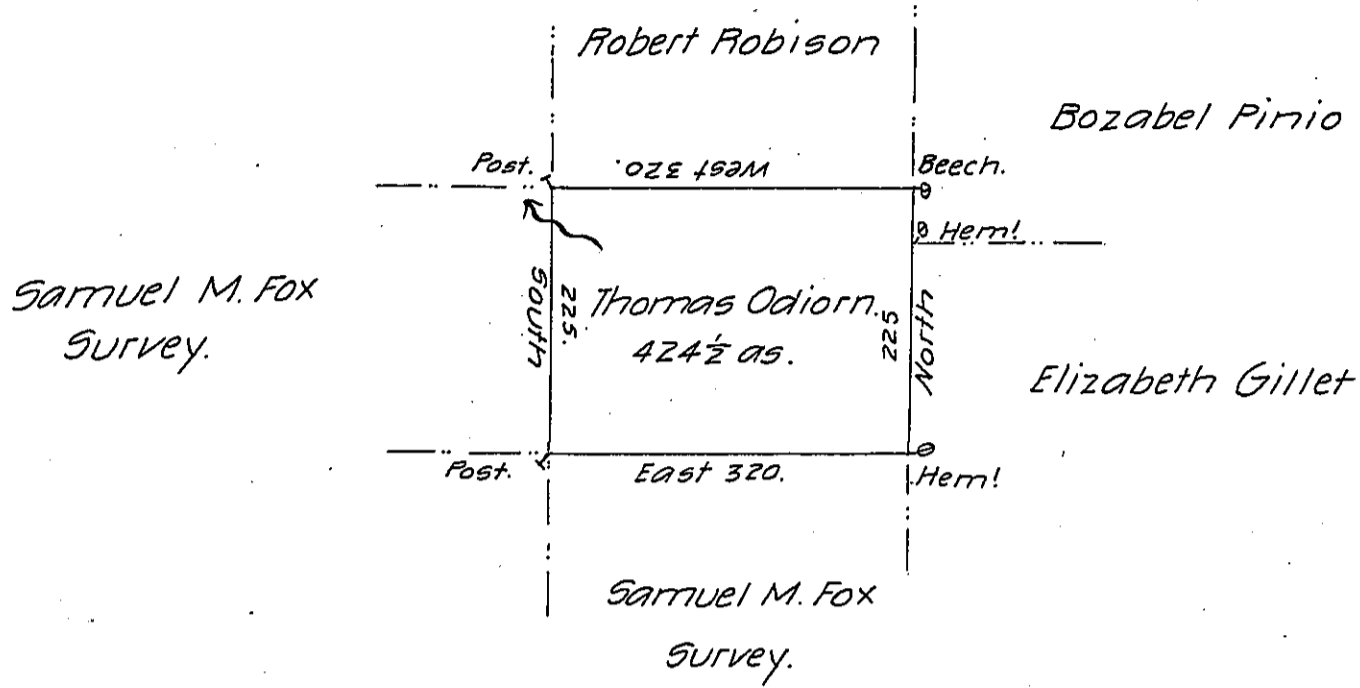 Robert Robison
Bozabel Pinio
Post.
West 320.
Beech.
Hem!
Samuel M. Fox
Survey.
South
225.
Thomas Odiorn.
424½ as.
225
North
Elizabeth Gillet
Post.
East 320.
Hem!
Samuel M. Fox
Survey.